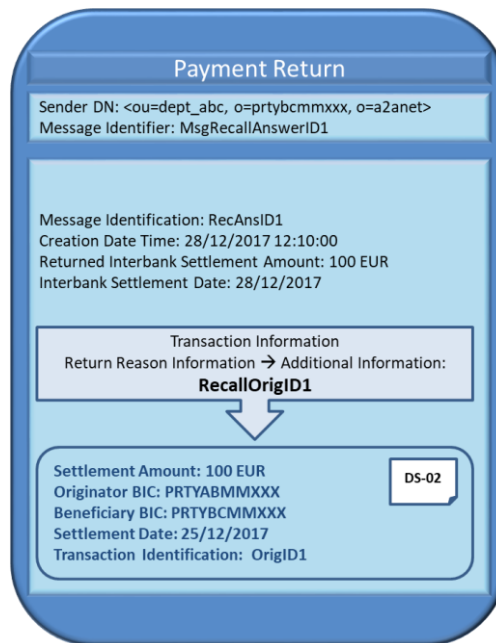 Payment Return
Sender DN: <ou=dept_abc, o=prtybcmmxxx, o=a2anet>
Message Identifier: MsgRecallAnswerID1
Message Identification: RecAnsID1
Creation Date Time: 28/12/2017 12:10:00
Returned Interbank Settlement Amount: 100 EUR
Interbank Settlement Date: 28/12/2017
Transaction Information
Return Reason Information → Additional Information:
RecallOrigID1
Settlement Amount: 100 EUR
Originator BIC: PRTYABMMXXX
Beneficiary BIC: PRTYBCMMXXX
Settlement Date: 25/12/2017
Transaction Identification: OrigID1
DS-02